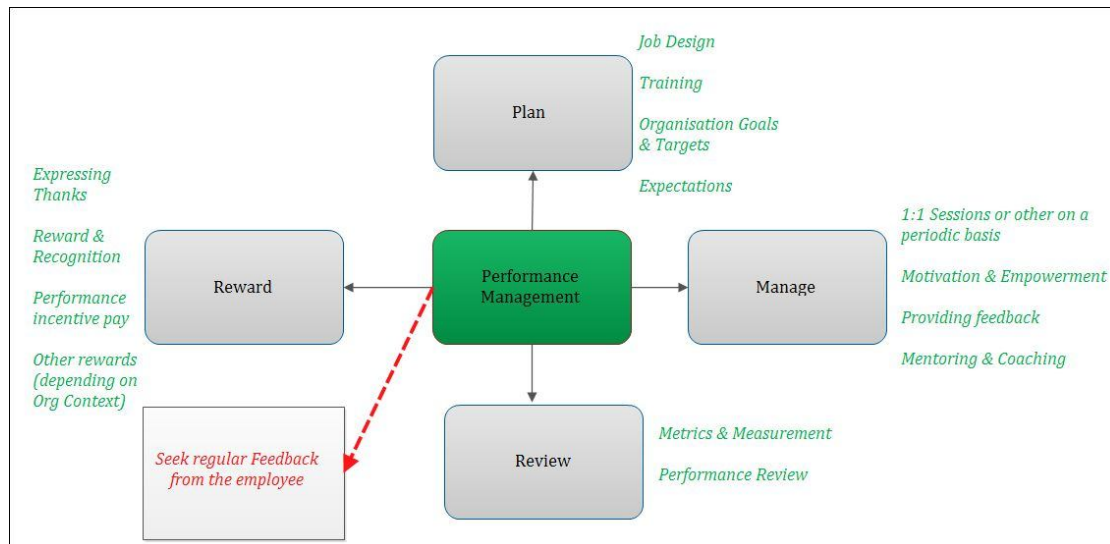 Plan
Job Design
Training
Organisation Goals
& Targets
Expectations
Expressing
Thanks
Reward &
Recognition
Performance
incentive pay
Other rewards
(depending on
Org Context)
Reward
Performance
Management
Manage
1:1 Sessions or other on a
periodic basis
Motivation & Empowerment
Providing feedback
Mentoring & Coaching
Seek regular Feedback
from the employee
Review
Metrics & Measurement
Performance Review